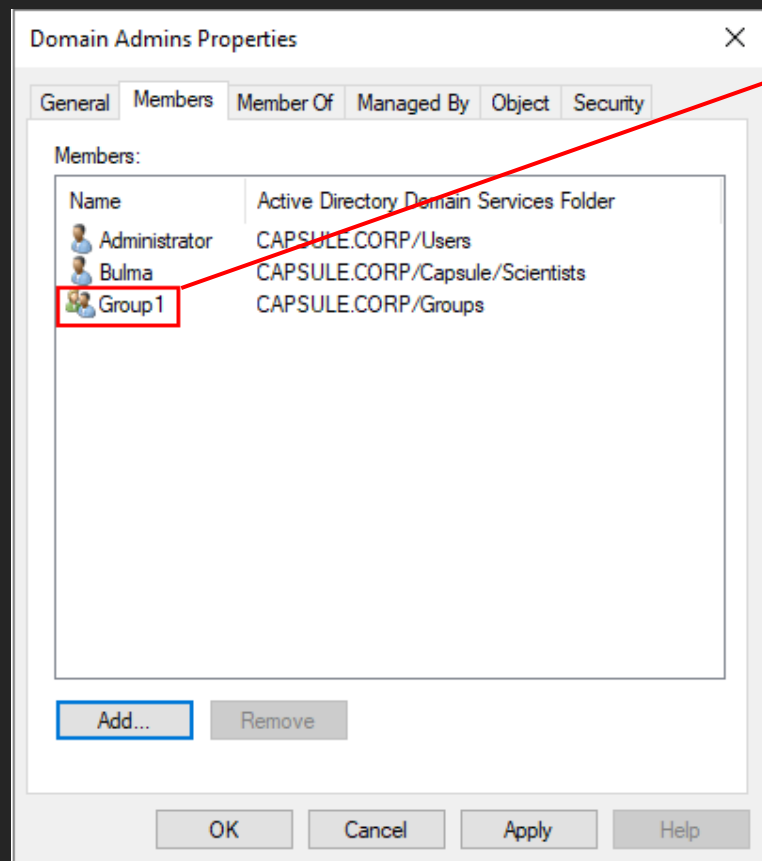 Domain Admins Properties
General Members Member Of Managed By Object Security
Members:
Name Active Directory Domain Services Folder
Administrator CAPSULE.CORP/Users
Bulma CAPSULE.CORP/Capsule/Scientists
Group1 CAPSULE.CORP/Groups
Add... Remove
OK Cancel Apply Help